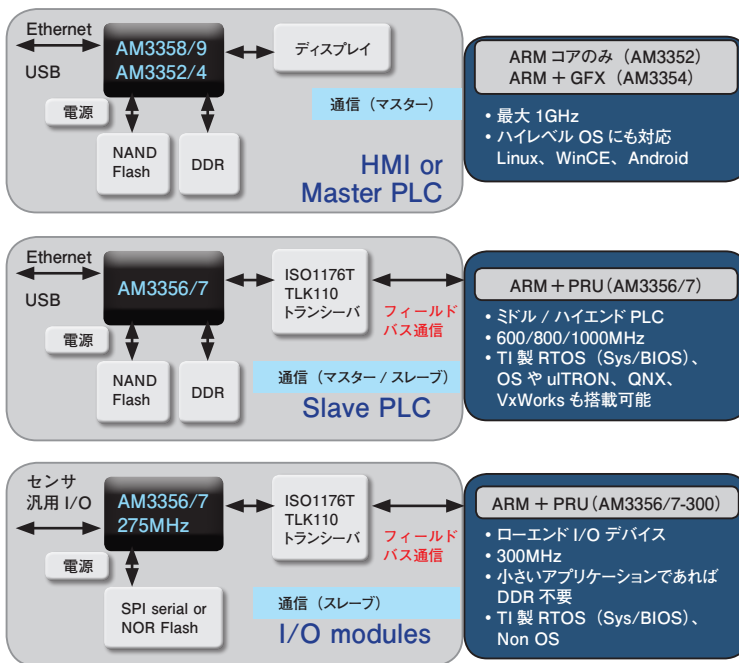 Ethernet
USB
AM3358/9
AM3352/4
ディスプレイ
電源
通信（マスター）
NAND
Flash
DDR
HMI or
Master PLC
ARM コアのみ（AM3352）
ARM + GFX（AM3354）
• 最大 1GHz
• ハイレベル OS にも対応
Linux、WinCE、Android
Ethernet
USB
AM3356/7
ISO1176T
TLK110
トランシーバ
フィールド
バス通信
電源
NAND
Flash
DDR
通信（マスター / スレーブ）
Slave PLC
ARM + PRU（AM3356/7）
• ミドル / ハイエンド PLC
• 600/800/1000MHz
• TI 製 RTOS（Sys/BIOS）、
OS や uITRON、QNX、
VxWorks も搭載可能
センサ
汎用 I/O
AM3356/7
275MHz
ISO1176T
TLK110
トランシーバ
フィールド
バス通信
電源
SPI serial or
NOR Flash
通信（スレーブ）
I/O modules
ARM + PRU（AM3356/7-300）
• ローエンド I/O デバイス
• 300MHz
• 小さいアプリケーションであれば
DDR 不要
• TI 製 RTOS（Sys/BIOS）、
Non OS